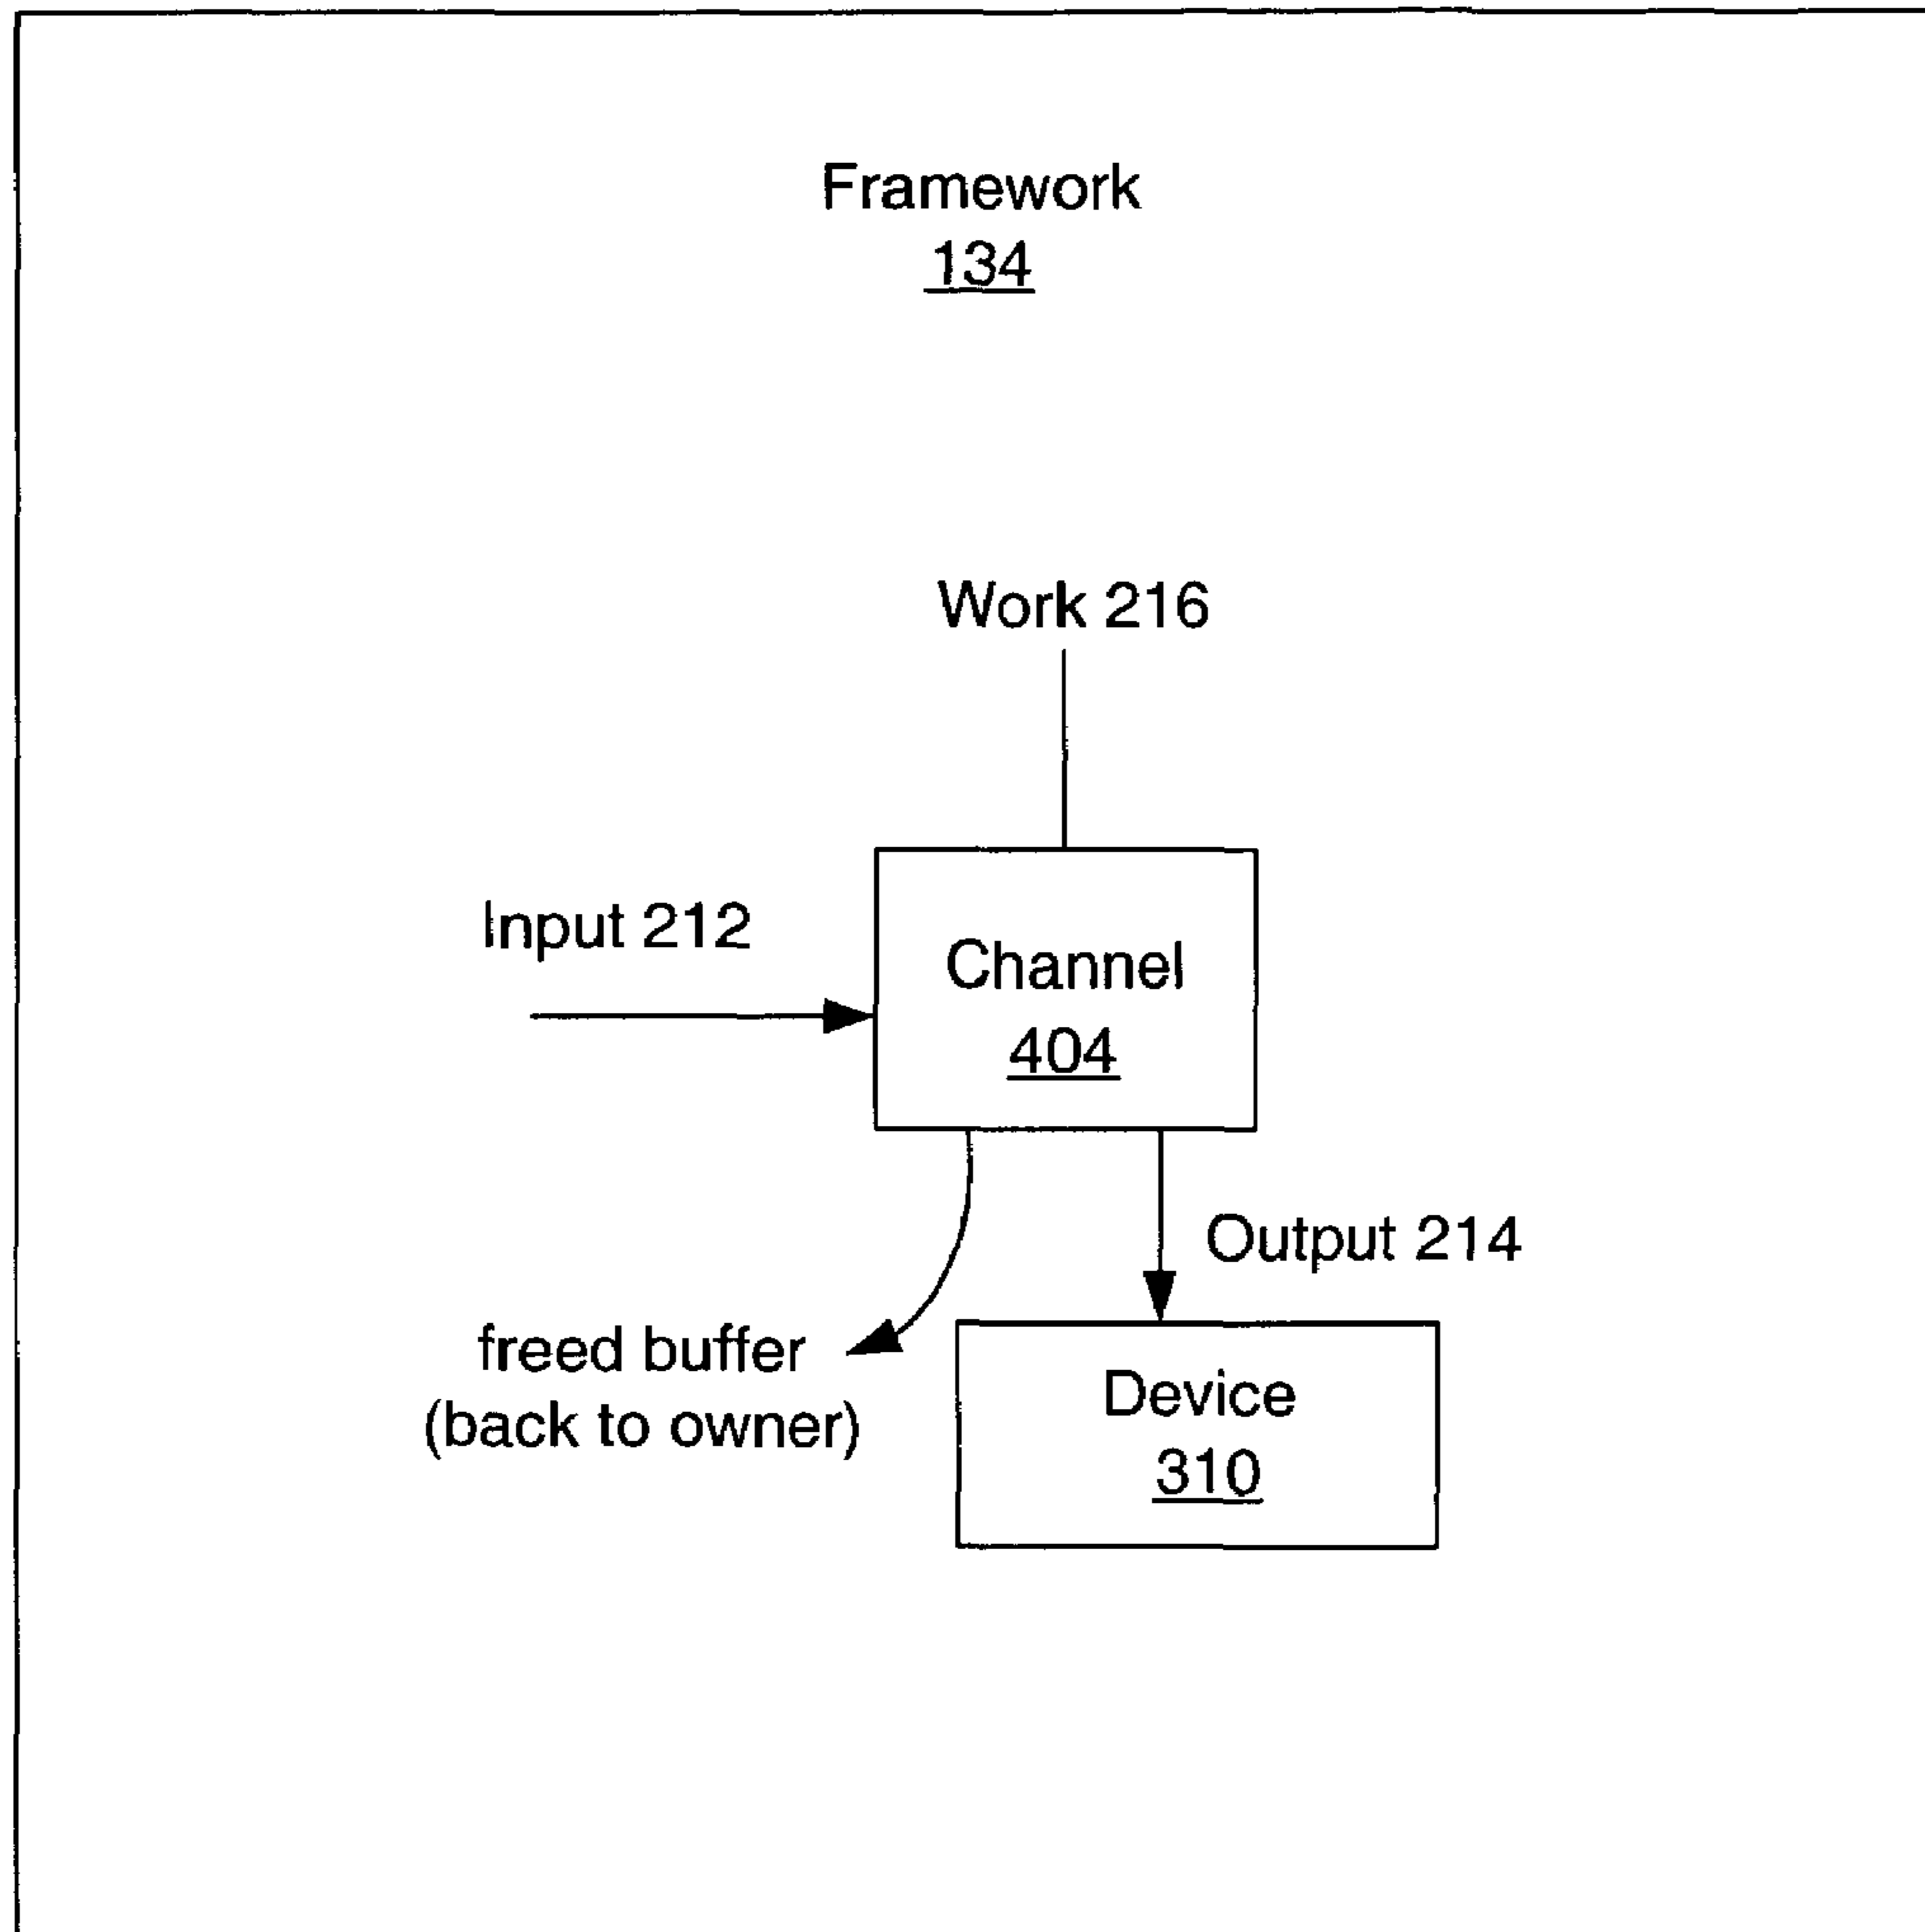 Framework
134
Work 216
Input 212
Channel
404
Output 214
freed buffer
(back to owner)
Device
310